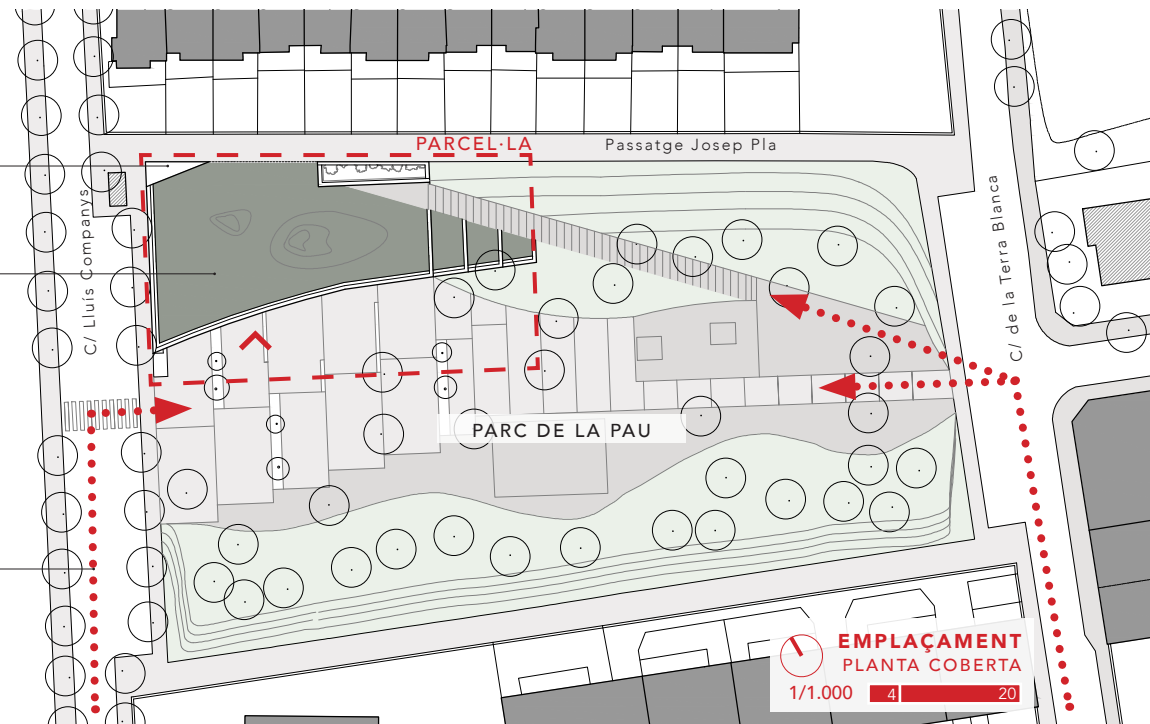 PARCEL·LA
Passatge Josep Pla
C/ Lluís Companys
C/ de la Terra Blanca
PARC DE LA PAU
EMPLAÇAMENT
PLANTA COBERTA
1/1.000 4 20